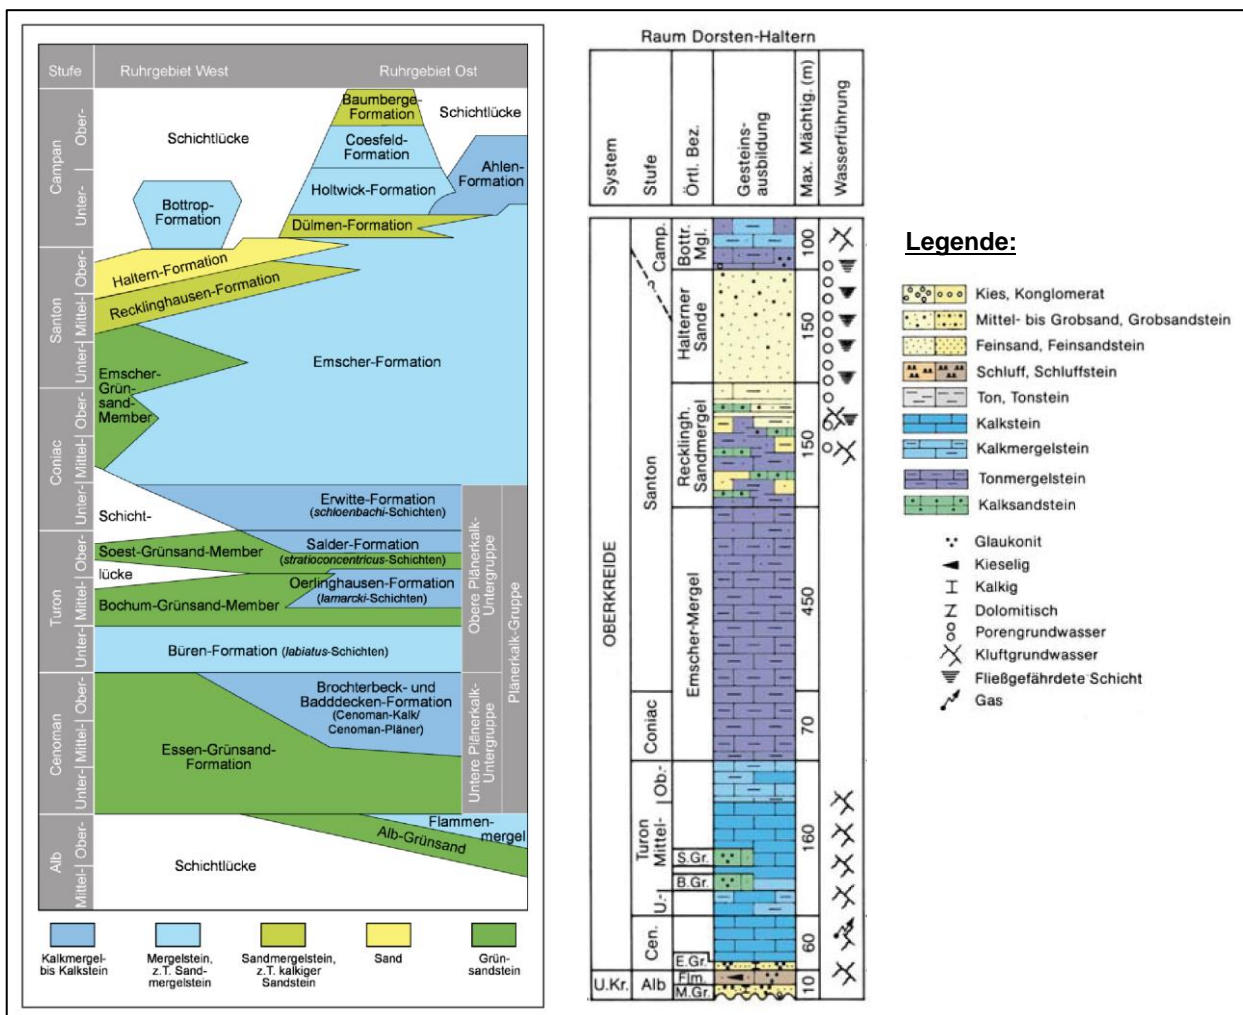 Stufe
Ruhrgebiet West
Ruhrgebiet Ost
Campan
Ober-
Unter-
Santon
Ober-
Mittel-
Unter-
Coniac
Ober-
Mittel-
Unter-
Turon
Ober-
Mittel-
Unter-
Cenoman
Ober-
Mittel-
Unter-
Alb
Ober-
Mittel-
Baumberge-
Formation
Schichtlücke
Schichtlücke
Coesfeld-
Formation
Ahlen-
Formation
Holtwick-Formation
Bottrop-
Formation
Dülmen-Formation
Haltern-Formation
Recklinghausen-Formation
Emscher-Formation
Emscher-
Grün-
sand-
Member
Erwitte-Formation
(schloenbachi-Schichten)
Schicht-
Salder-Formation
(stratioconcentricus-Schichten)
Soest-Grünsand-Member
lücke
Oerlinghausen-Formation
(lamarcki-Schichten)
Bochum-Grünsand-Member
Büren-Formation (labiatus-Schichten)
Brochterbeck- und
Badddecken-Formation
(Cenoman-Kalk/
Cenoman-Pläner)
Essen-Grünsand-
Formation
Obere Plänerkalk-
Untergruppe
Untere Plänerkalk-
Untergruppe
Plänerkalk-Gruppe
Flammen-
mergel
Alb-Grünsand
Schichtlücke
Kalkmergel-
bis Kalkstein
Mergelstein,
z.T. Sand-
mergelstein
Sandmergelstein,
z.T. kalkiger
Sandstein
Sand
Grün-
sandstein
Raum Dorsten-Haltern
System
Stufe
Örtl. Bez.
Gesteins-
ausbildung
Max. Mächtig. (m)
Wasserführung
OBERKREIDE
U.Kr.
Camp.
?
Santon
Coniac
Turon
Ob.-
Mittel-
U.-
Cen.
Alb
Bottr.
Mgl.
Halterner
Sande
Recklingh.
Sandmergel
Emscher-Mergel
S.Gr.
B.Gr.
E.Gr.
Flm.
M.Gr.
100
150
150
450
70
160
60
10
Legende:
Kies, Konglomerat
Mittel- bis Grobsand, Grobsandstein
Feinsand, Feinsandstein
Schluff, Schluffstein
Ton, Tonstein
Kalkstein
Kalkmergelstein
Tonmergelstein
Kalksandstein
Glaukonit
Kieselig
Kalkig
Dolomitisch
Porengrundwasser
Kluftgrundwasser
Fließgefährdete Schicht
Gas